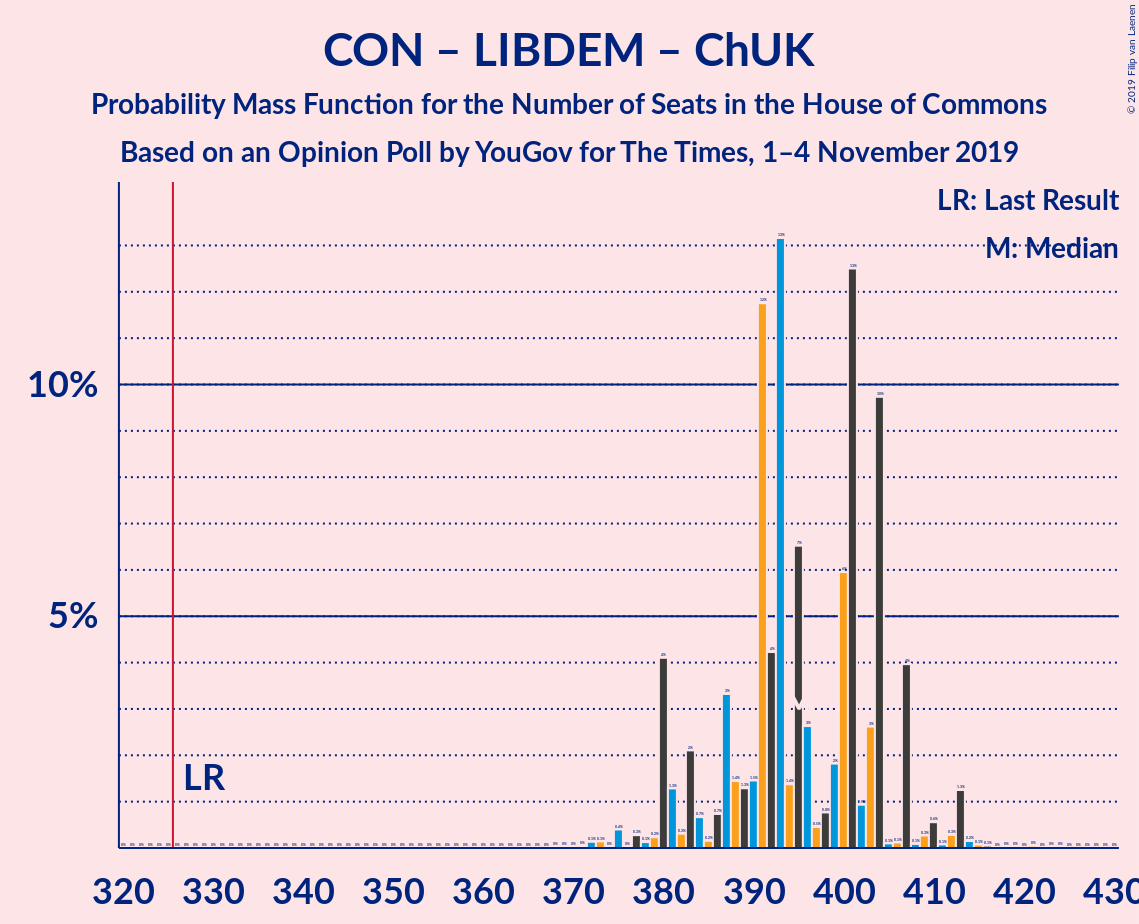 © 2019 Filip van Laenen
CON – LIBDEM – ChUK
Probability Mass Function for the Number of Seats in the House of Commons
Based on an Opinion Poll by YouGov for The Times, 1–4 November 2019
LR: Last Result
M: Median
10%
5%
LR
320 330 340 350 360 370 380 390 400 410 420 430